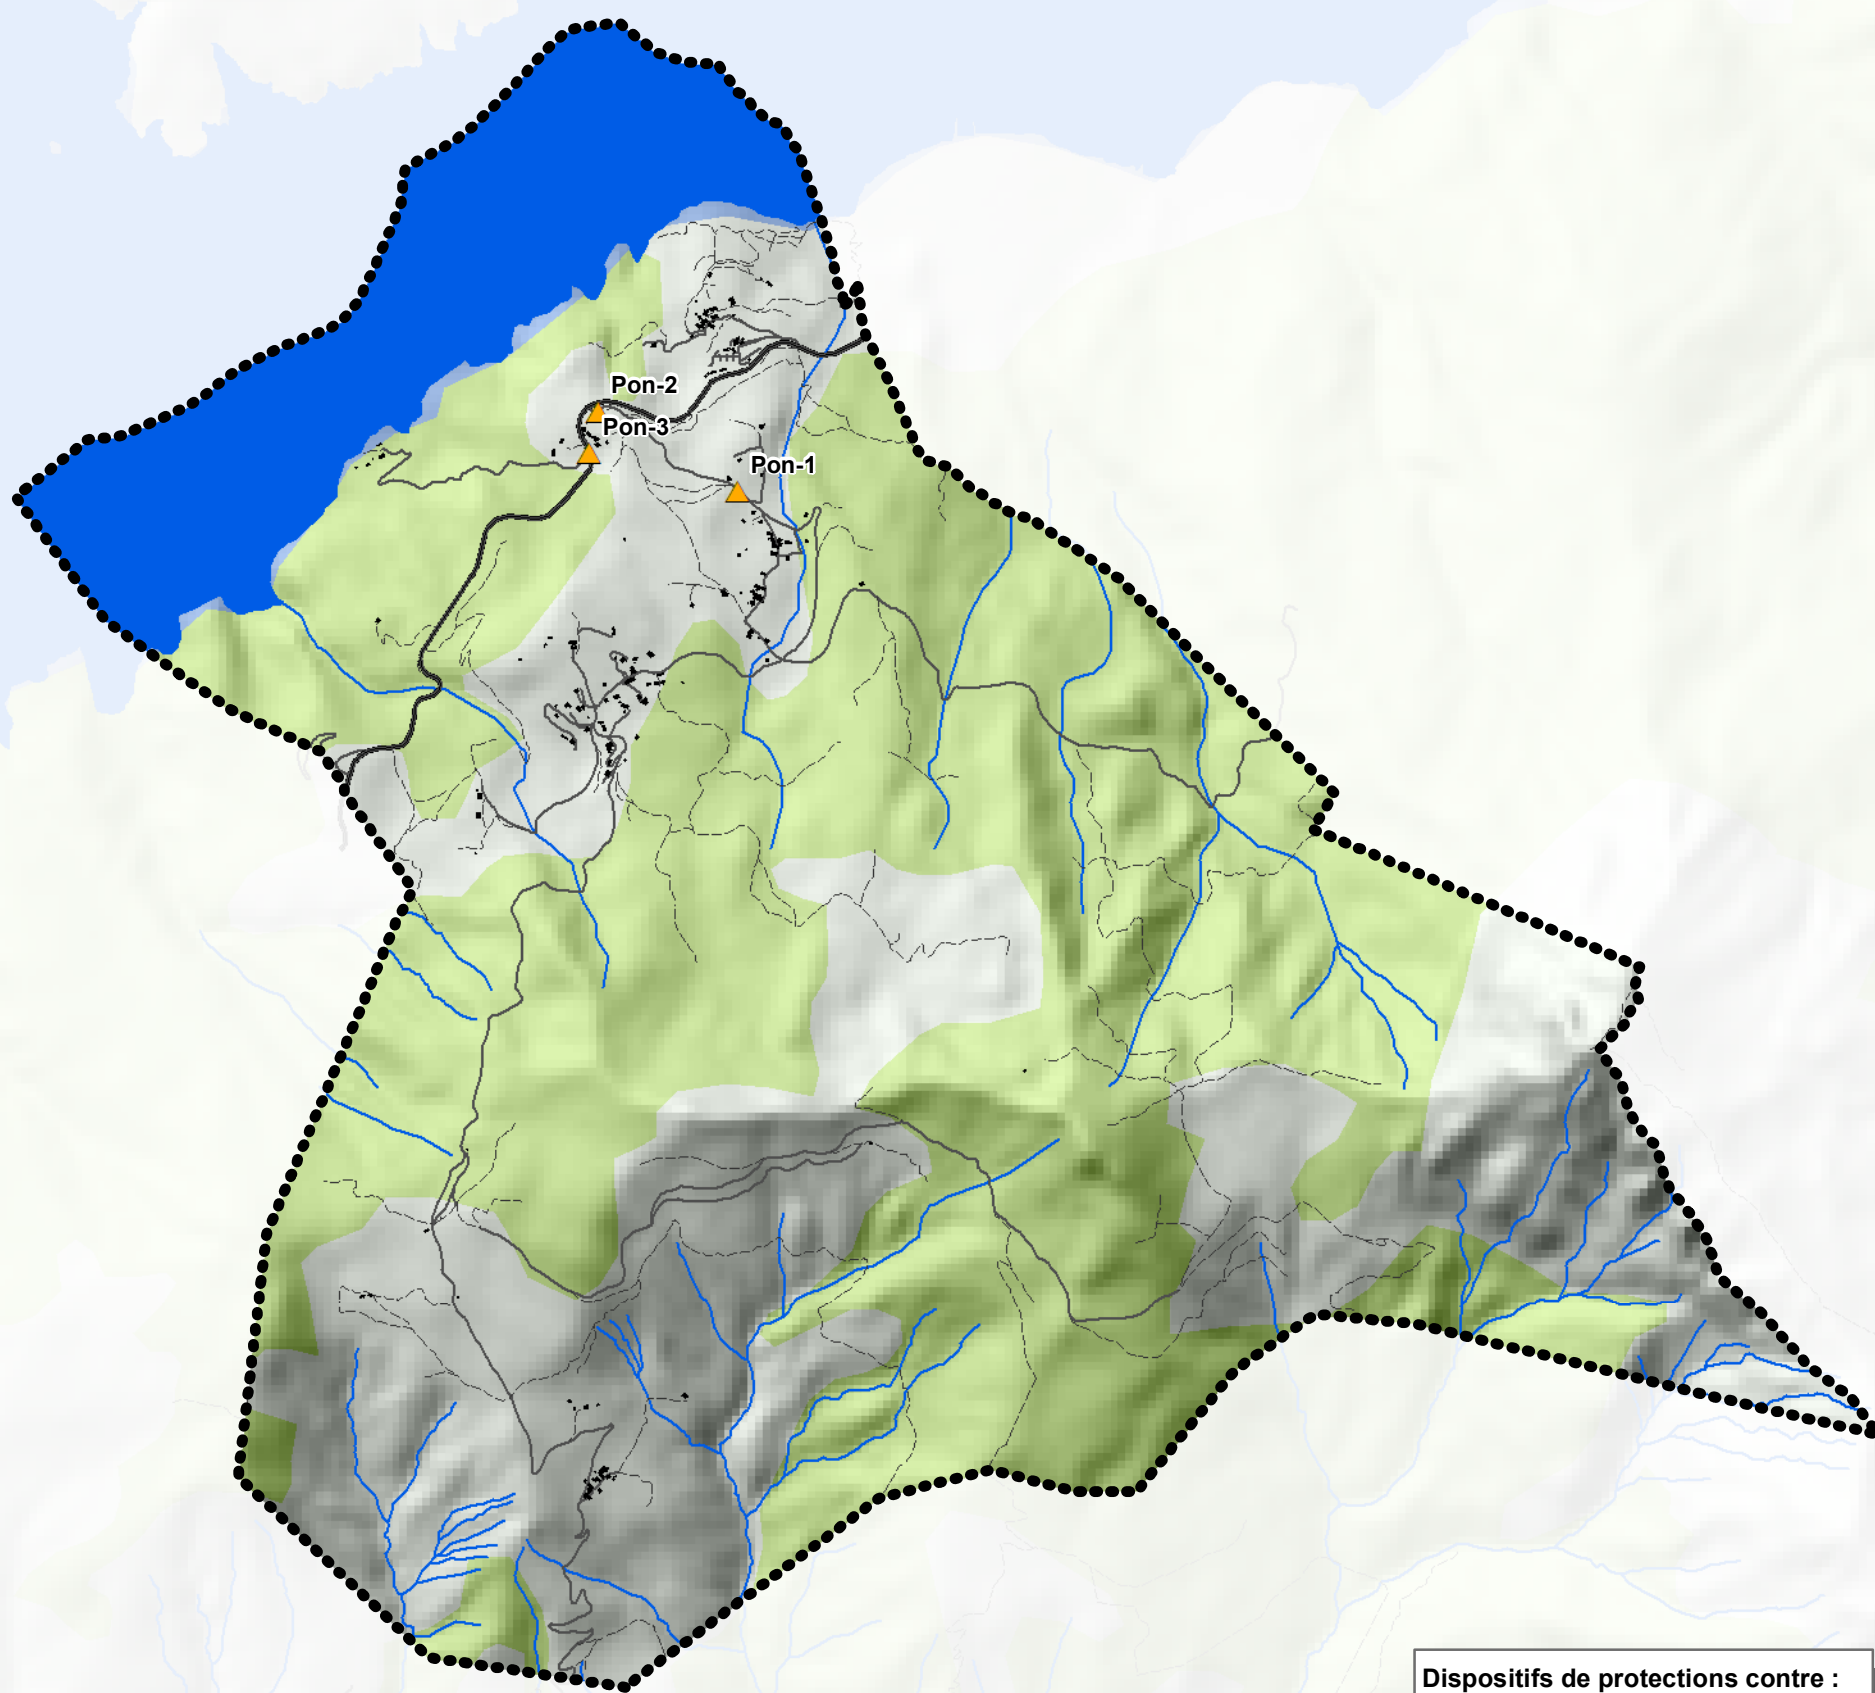 Pon-2
Pon-3
Pon-1
Dispositifs de protections contre :